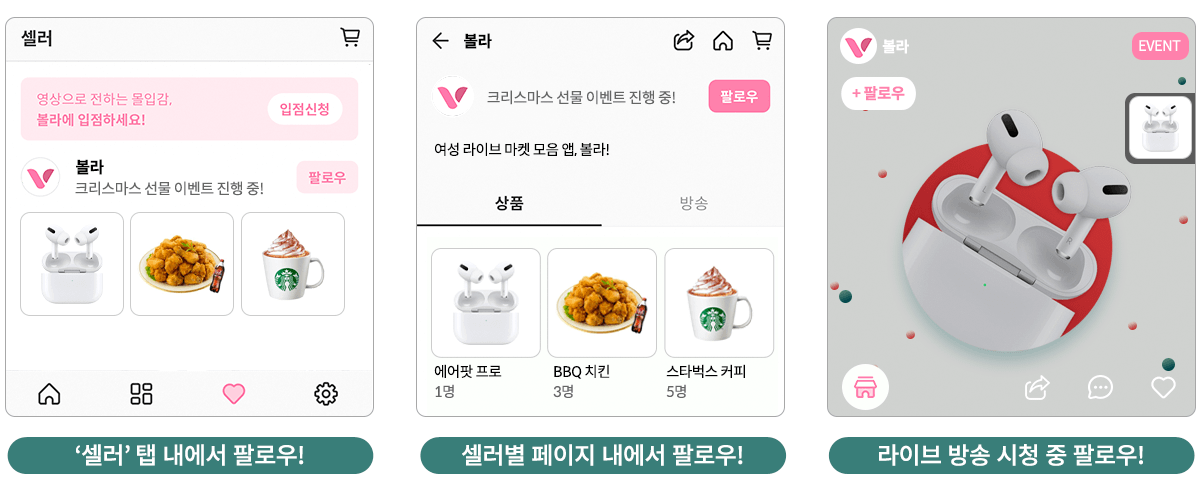 셀러
영상으로 전하는 몰입감,
볼라에 입점하세요!
입점신청
볼라
크리스마스 선물 이벤트 진행 중!
팔로우
‘셀러’ 탭 내에서 팔로우!
볼라
크리스마스 선물 이벤트 진행 중!
팔로우
여성 라이브 마켓 모음 앱, 볼라!
상품 방송
에어팟 프로 BBQ 치킨 스타벅스 커피
1명 3명 5명
셀러별 페이지 내에서 팔로우!
볼라
EVENT
+ 팔로우
라이브 방송 시청 중 팔로우!